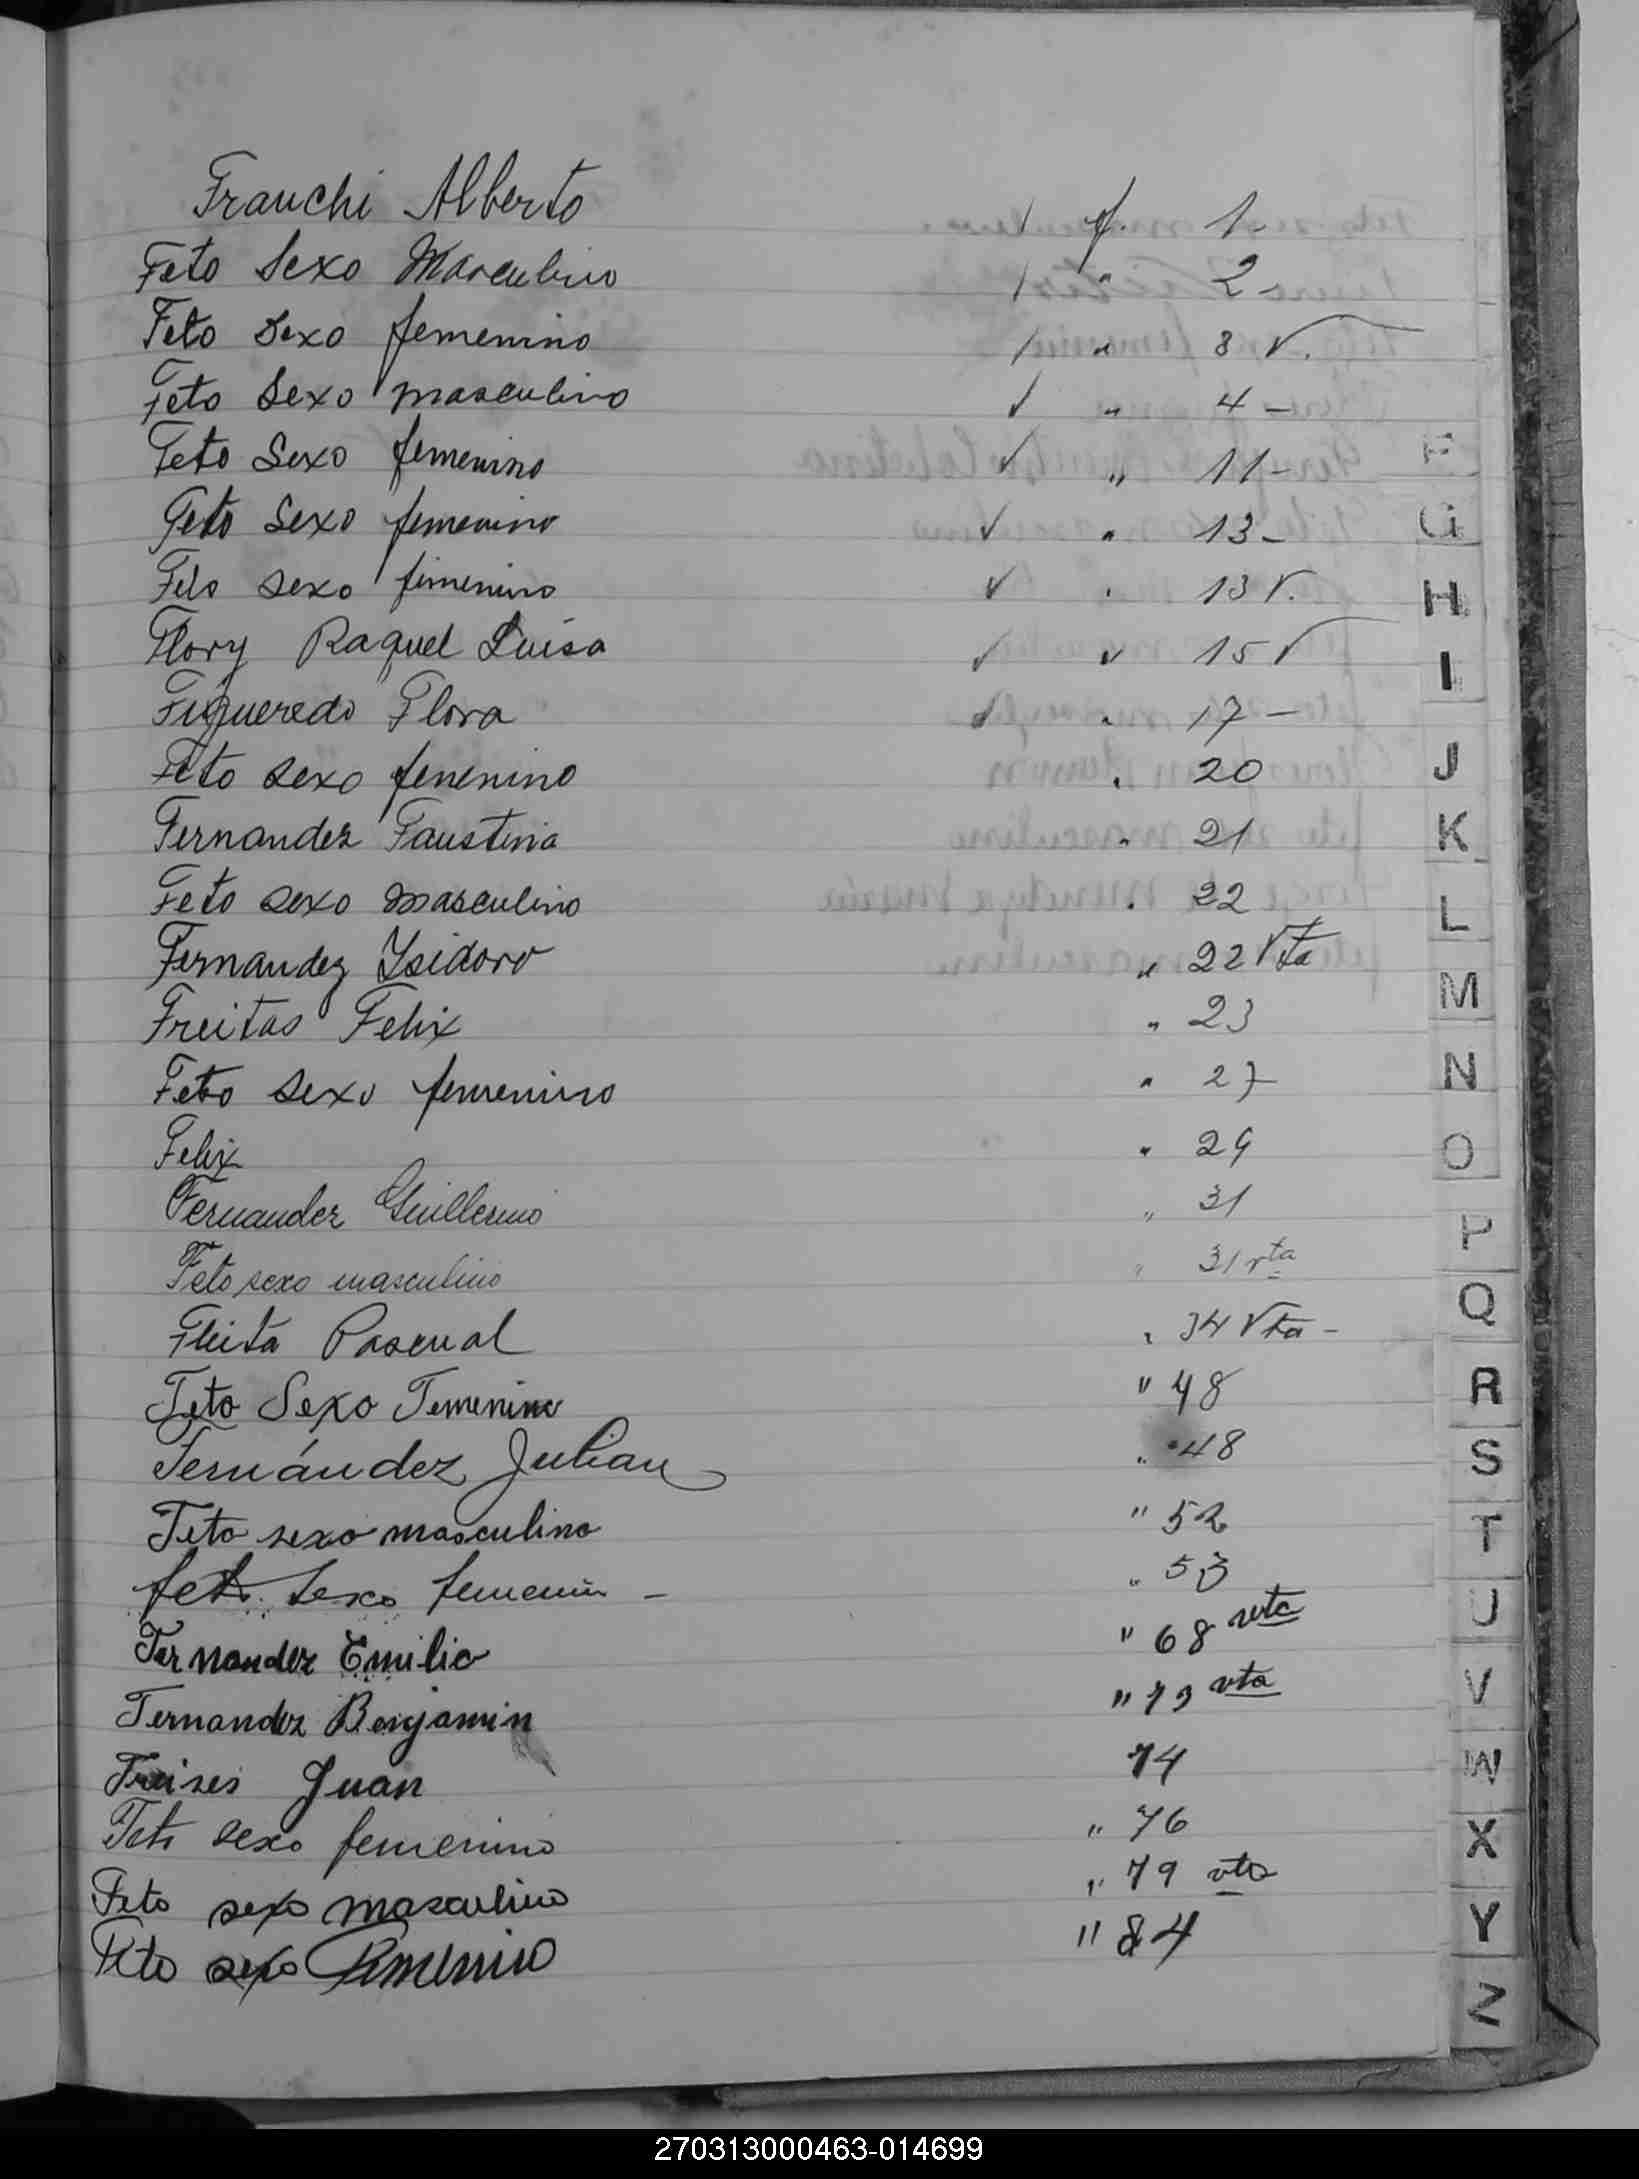 Franchi Alberto √ f. 1-
Feto Sexo Masculino / " 2-
Feto Sexo femenino / " 8 V.
Feto Sexo masculino √ " 4 -
Feto Sexo femenino √ " 11-
Feto Sexo femenino √ " 13-
Feto sexo femenino √ " 13 V.
Flory Raquel Luisa √ " 15 V
Figueredo Flora √ " 17 -
Feto sexo femenino " 20
Fernandez Faustina " 21
Feto sexo masculino " 22
Fernandez Ysidoro " 22 Vta
Freitas Felix " 23
Feto sexo femenino " 27
Felix " 29
Fernandez Guillermo " 31
Feto sexo masculino " 31 vta
Fleita Pascual " 34 Vta -
Feto Sexo Femenino " 48
Fernández Julian " 48
Feto sexo masculino " 52
feto sexo femenin - " 53
Fernandez Emilio " 68 vta
Fernandez Benjamin " 73 vta
Juan 74
Feto sexo femenino " 76
Feto sexo masculino " 79 vta
Feto sexo Femenino " 84
F
G
H
I
J
K
L
M
N
O
P
Q
R
S
T
U
V
W
X
Y
Z
270313000463-014699